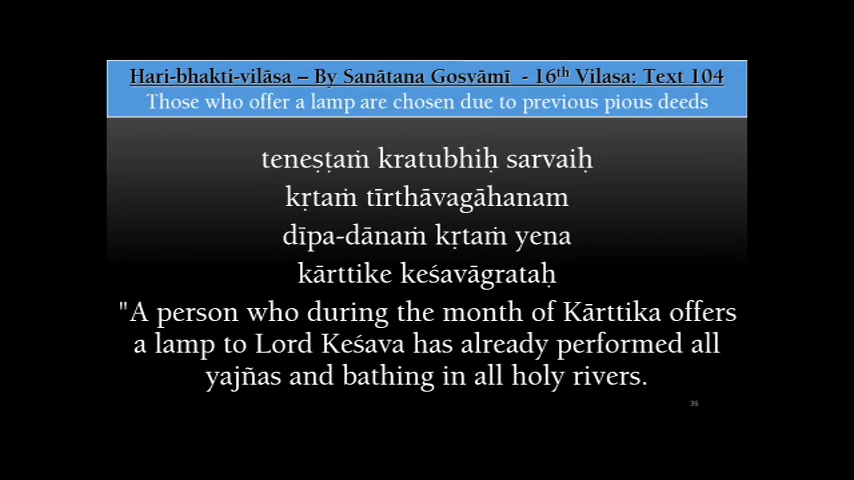 Hari-bhakti-vilāsa – By Sanātana Gosvāmī - 16th Vilasa: Text 104
Those who offer a lamp are chosen due to previous pious deeds
teneṣṭaṁ kratubhiḥ sarvaiḥ
kṛtaṁ tīrthāvagāhanam
dīpa-dānaṁ kṛtaṁ yena
kārttike keśavāgrataḥ
"A person who during the month of Kārttika offers
a lamp to Lord Keśava has already performed all
yajñas and bathing in all holy rivers.
36